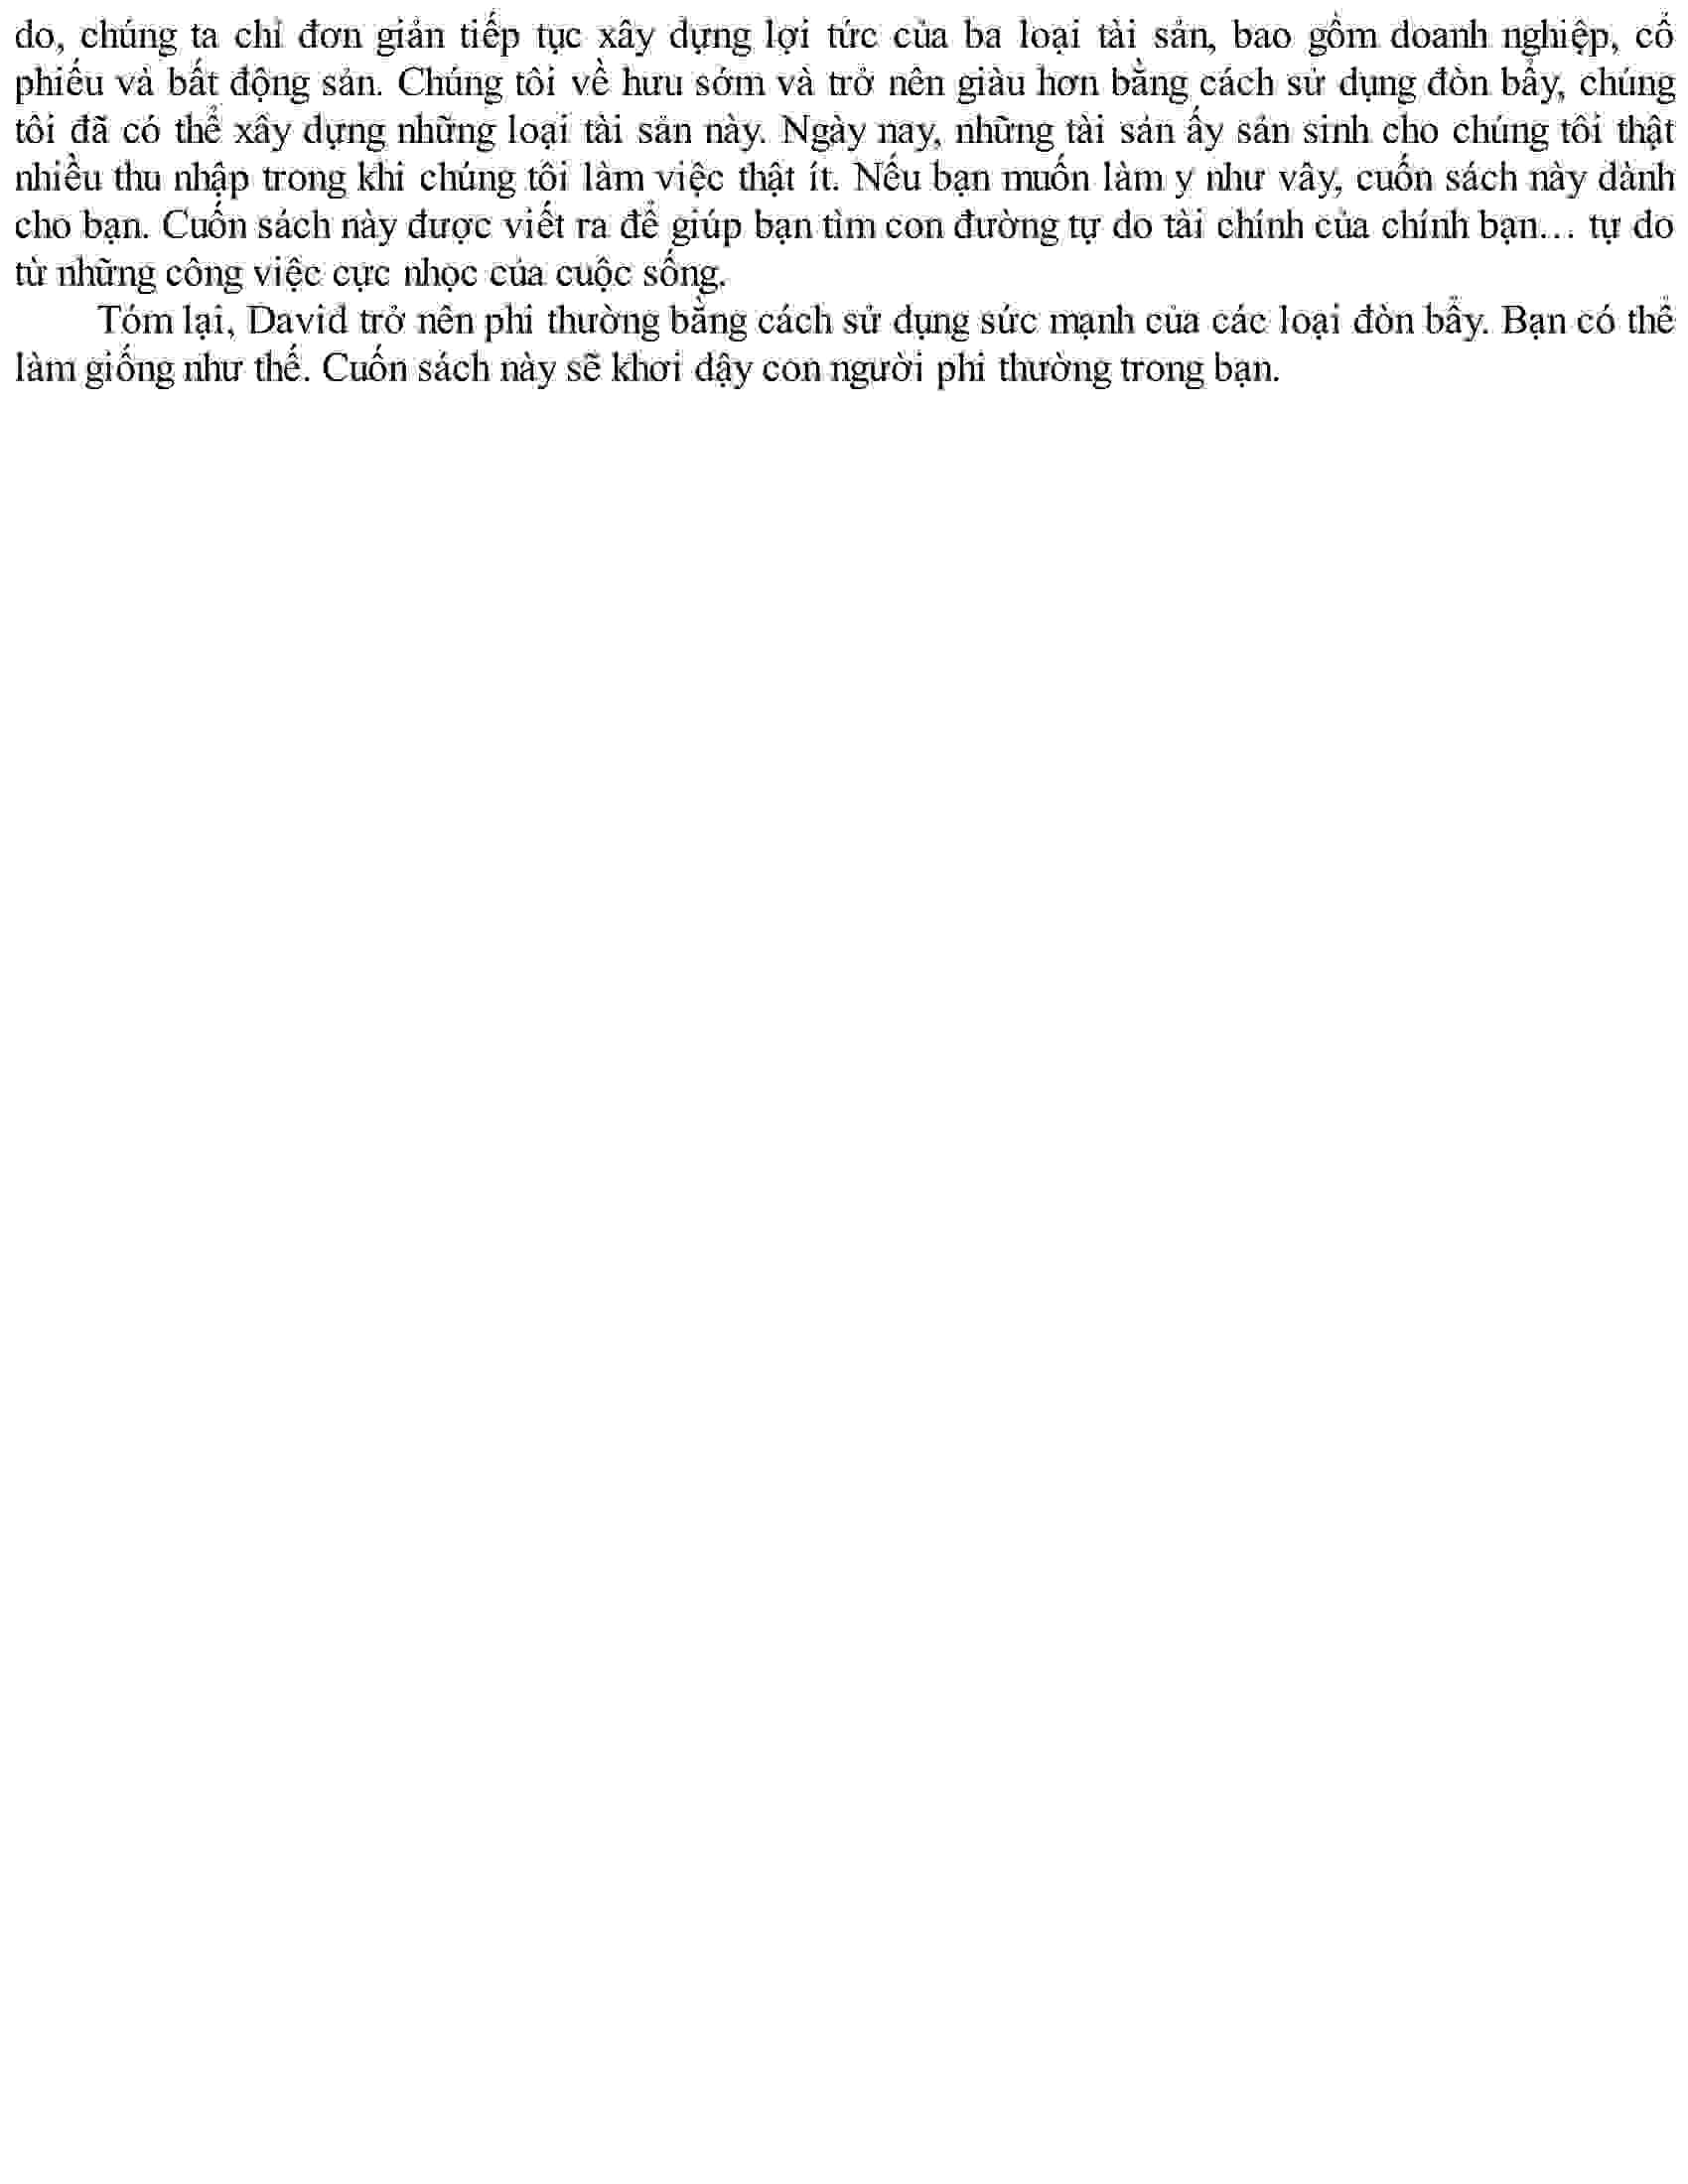 do, chúng ta chỉ đơn giản tiếp tục xây dựng lợi tức của ba loại tài sản, bao gồm doanh nghiệp, cổ
phiếu và bất động sản. Chúng tôi về hưu sớm và trở nên giàu hơn bằng cách sử dụng đòn bẩy, chúng
tôi đã có thể xây dựng những loại tài sản này. Ngày nay, những tài sản ấy sản sinh cho chúng tôi thật
nhiều thu nhập trong khi chúng tôi làm việc thật ít. Nếu bạn muốn làm y như vây, cuốn sách này dành
cho bạn. Cuốn sách này được viết ra để giúp bạn tìm con đường tự do tài chính của chính bạn… tự do
từ những công việc cực nhọc của cuộc sống.
Tóm lại, David trở nên phi thường bằng cách sử dụng sức mạnh của các loại đòn bẩy. Bạn có thể
làm giống như thế. Cuốn sách này sẽ khơi dậy con người phi thường trong bạn.